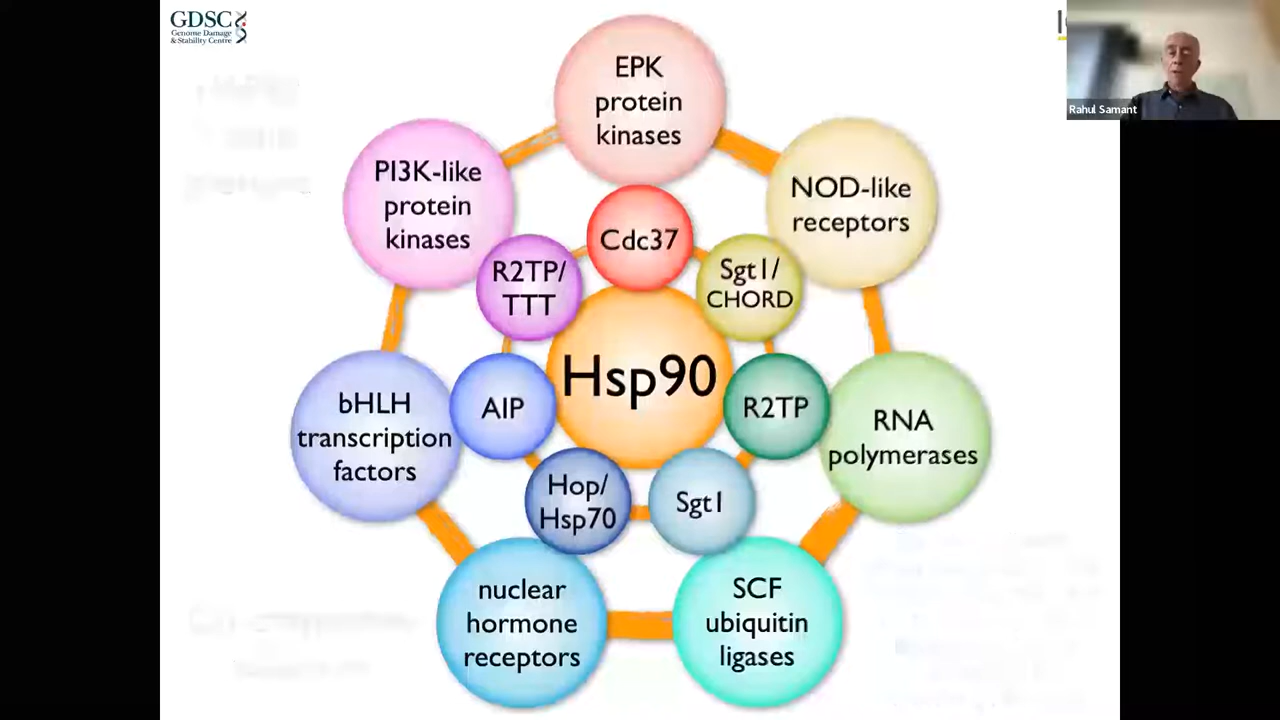 GDSC
Genome Damage
& Stability Centre
Rahul Samant
EPK
protein
kinases
PI3K-like
protein
kinases
NOD-like
receptors
Cdc37
R2TP/
TTT
Sgt1/
CHORD
Hsp90
bHLH
transcription
factors
AIP
R2TP
RNA
polymerases
Hop/
Hsp70
Sgt1
nuclear
hormone
receptors
SCF
ubiquitin
ligases